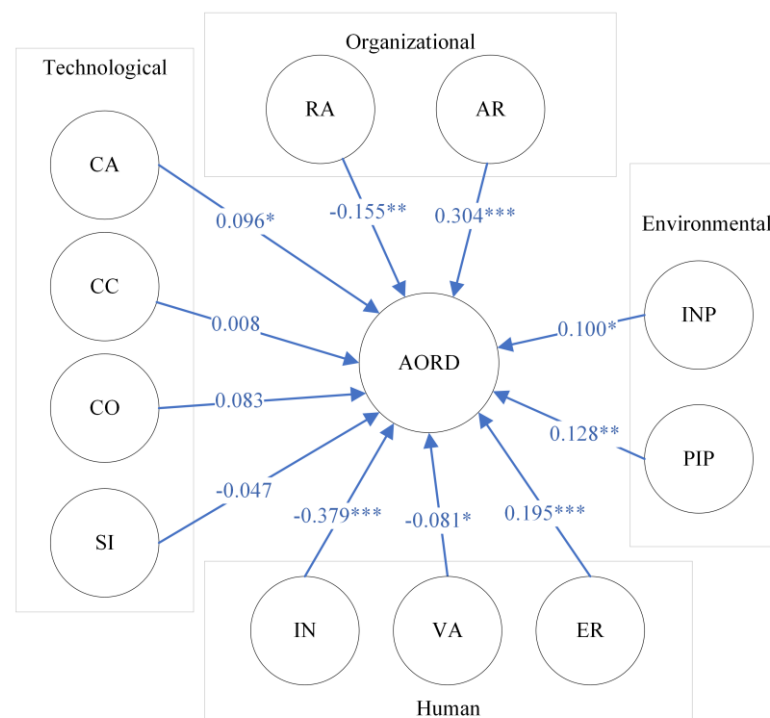 Organizational
Technological
RA
AR
CA
-0.155**
0.304***
0.096*
Environmental
CC
INP
0.008
0.100*
AORD
CO
0.083
0.128**
PIP
-0.047
-0.379***
-0.081*
0.195***
SI
IN
VA
ER
Human